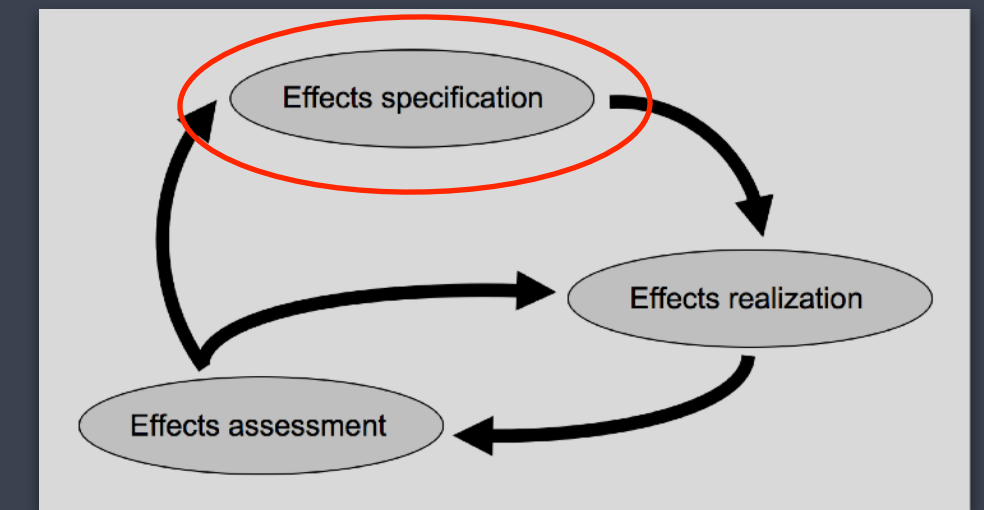 Effects specification
Effects realization
Effects assessment